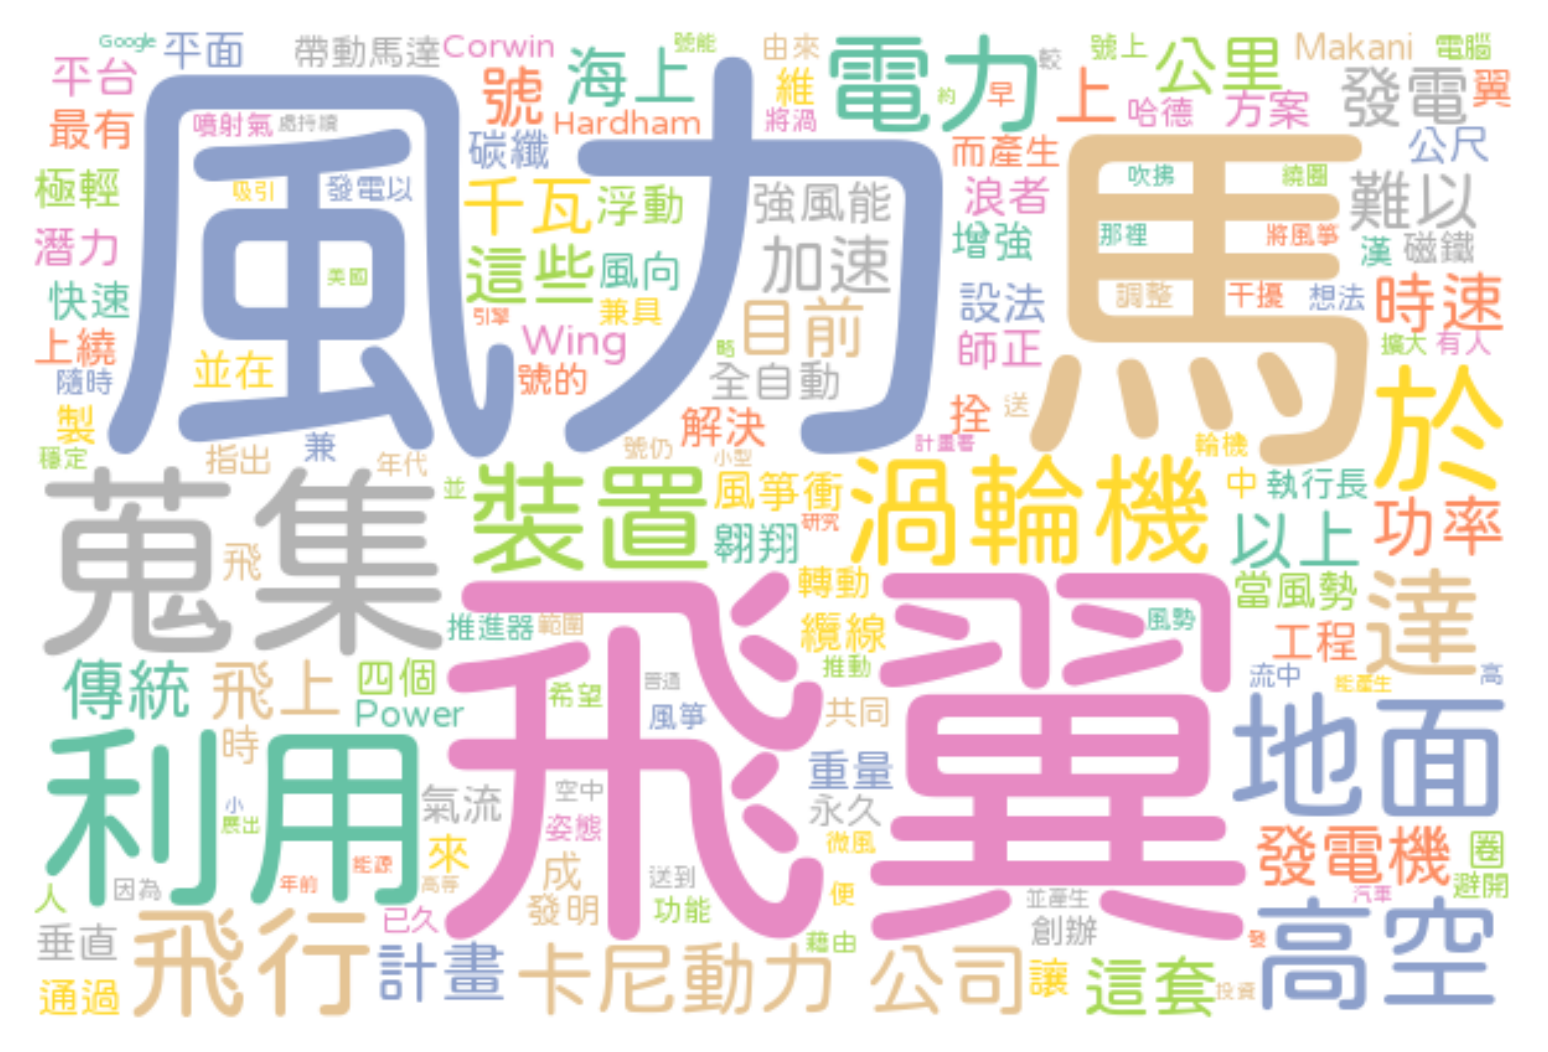 Google 平面 帶動馬達 Corwin 號能 由來 電力 較 號上 公里 Makani 電腦
平台 號 海上 維 約 早 上 發電 翼
最有 噴射氣 處持續 Hardham 將渦 哈德 方案
風力 馬
碳纖 而產生 公尺
極輕 吸引 發電以 千瓦 浮動 強風能 浪者 吹拂 繞圈 難以
潛力 美國 這些 風向 加速 增強 那裡 將風箏 漢 磁鐵
快速 引擎 兼具 目前 設法 調整 干擾 想法 時速
上繞 並在 Wing 略 師正 擴大 有人
隨時 號的 全自動 於
製 解決 拴 送
穩定 指出 兼 年代 號仍 小型 計畫署 輪機
蒐集 並 裝置 風箏衝 渦輪機 中 執行長 功率
飛 翱翔 研究 以上
飛翼 轉動 當風勢 達
推進器 範圍 纜線 風勢 工程
傳統 飛上 四個 希望 普通 推動 流中 能產生 高
Power 風箏 共同 地面
利用 時 重量
小 展出 氣流 空中 永久
姿態 微風 發電機 圈
人 因為 年前 能源 來 高等 成 送到 便 並產生 汽車 避開
飛行 已久 發明 功能 高空
垂直 計畫 卡尼動力 藉由 公司 創辦 發
通過 讓 這套 投資